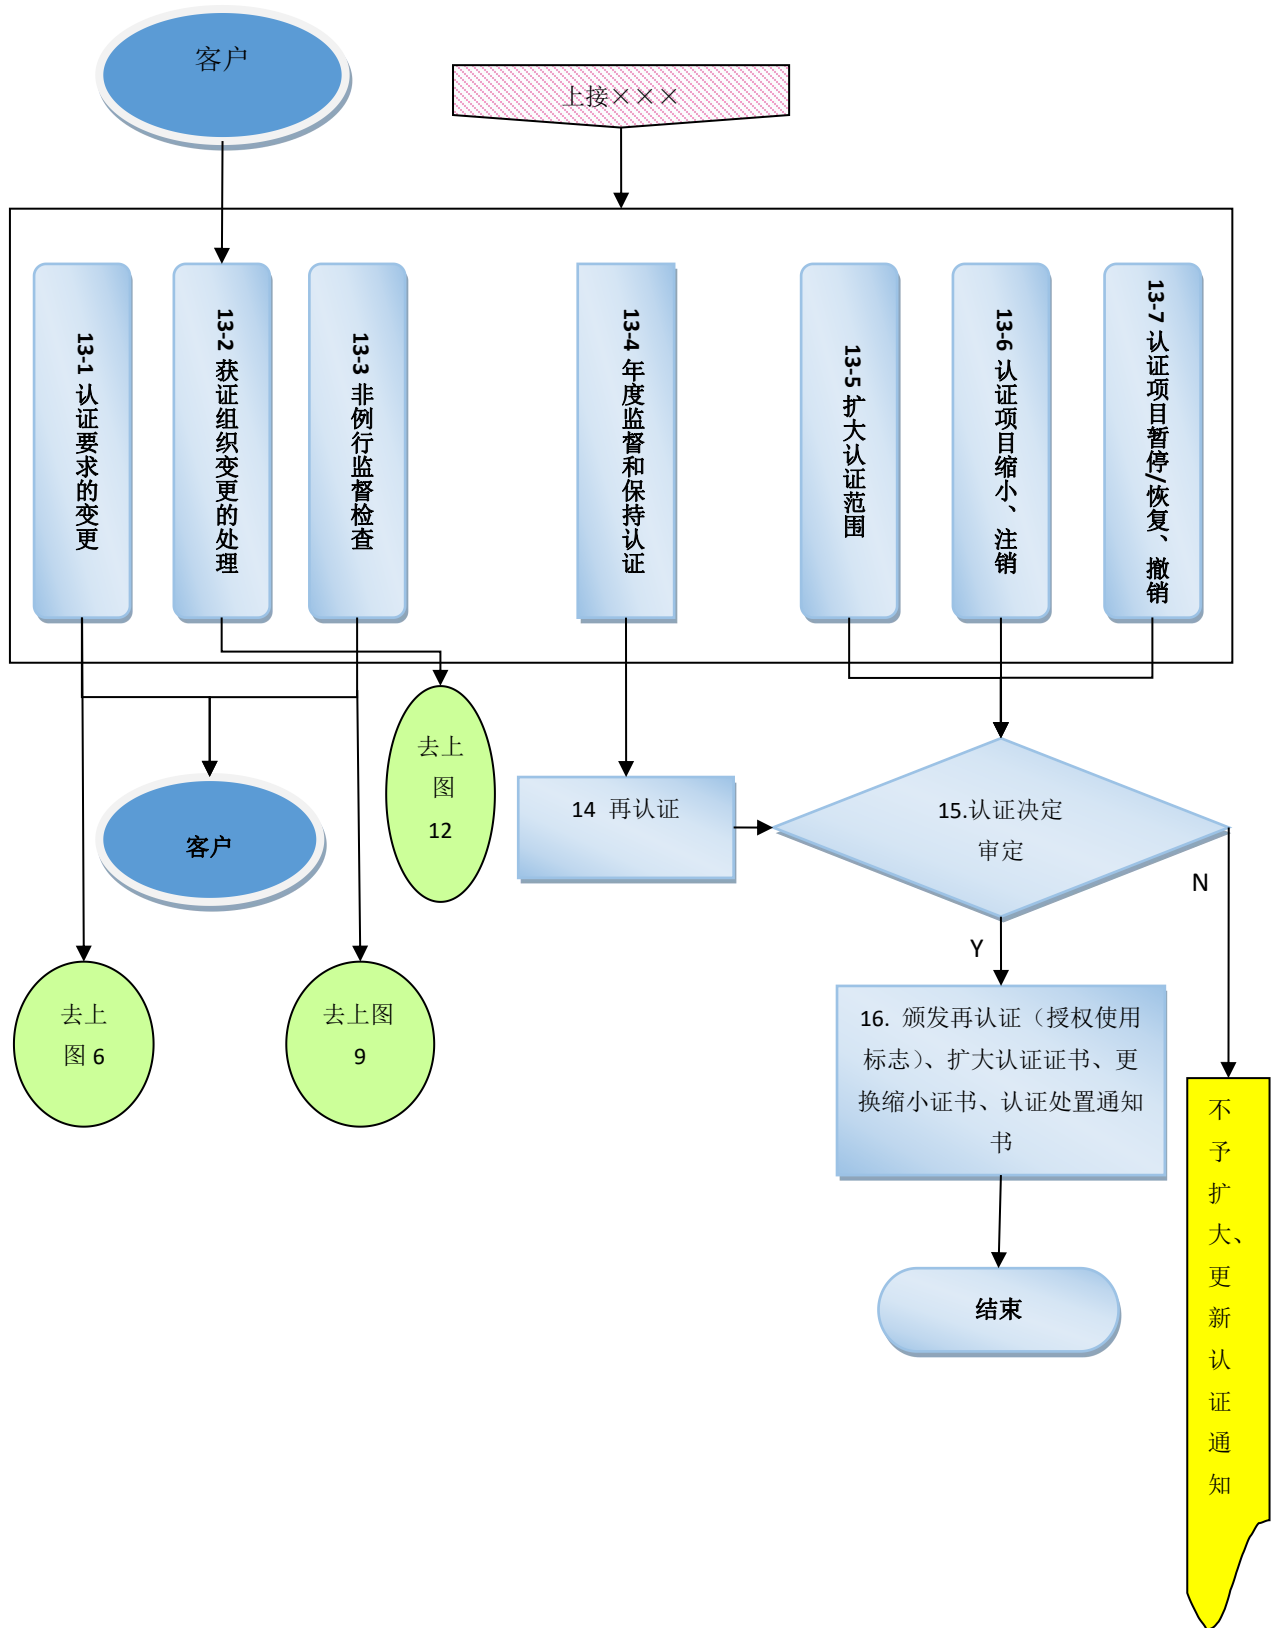 客户
上接×××
13-1 认证要求的变更
13-2 获证组织变更的处理
13-3 非例行监督检查
13-4 年度监督和保持认证
13-5 扩大认证范围
13-6 认证项目缩小、注销
13-7 认证项目暂停/恢复、撤销
去上
图
12
客户
14 再认证
15.认证决定
审定
N
Y
去上
图 6
去上图
9
16. 颁发再认证（授权使用
标志）、扩大认证证书、更
换缩小证书、认证处置通知
书
不
予
扩
大、
更
新
认
证
通
知
结束